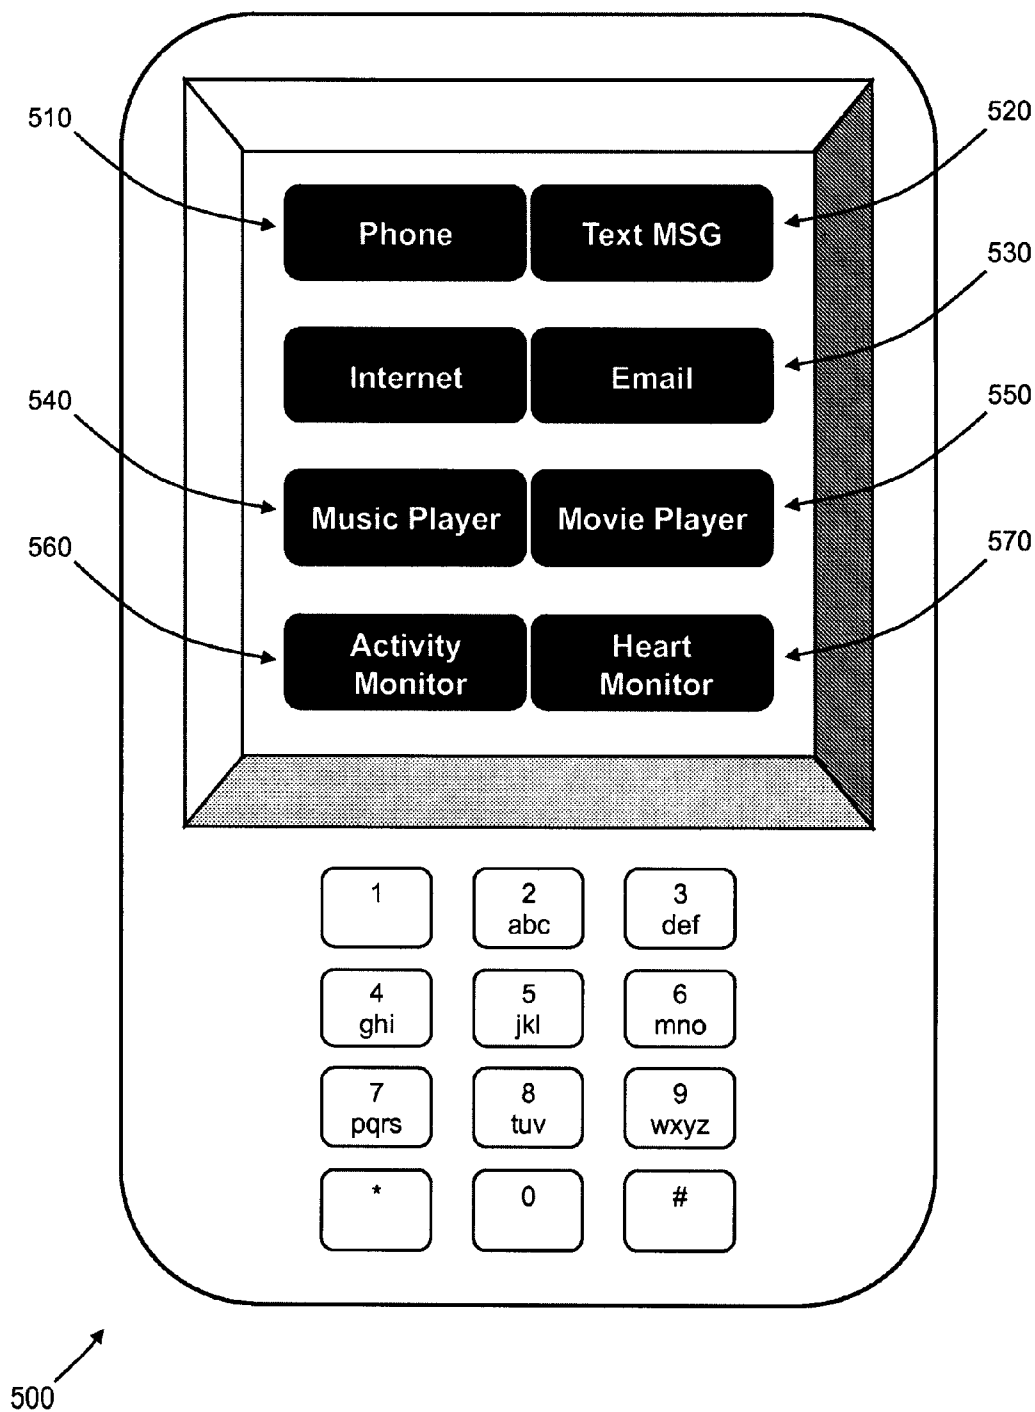 510
520
Phone
Text MSG
530
Internet
Email
540
550
Music Player
Movie Player
560
570
Activity
Monitor
Heart
Monitor
1
2
abc
3
def
4
ghi
5
jkl
6
mno
7
pqrs
8
tuv
9
wxyz
*
0
#
500